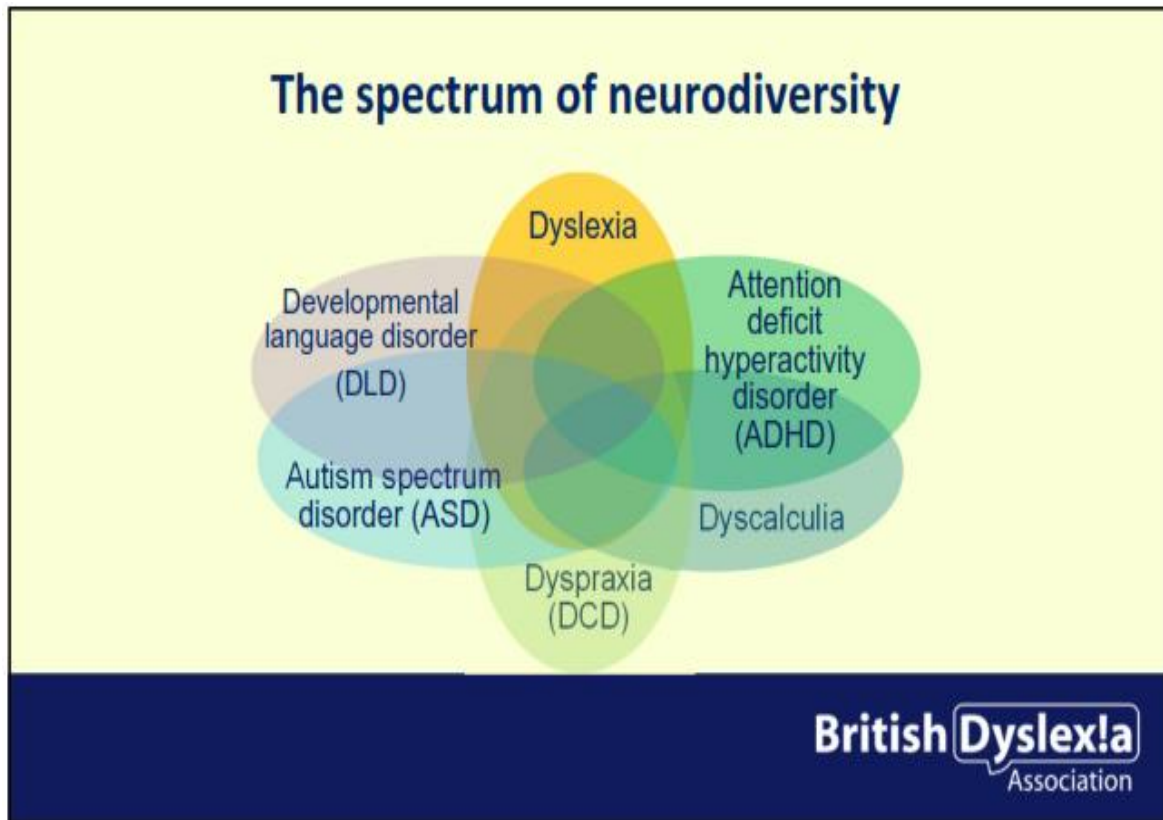 The spectrum of neurodiversity
Dyslexia
Developmental
language disorder
(DLD)
Attention
deficit
hyperactivity
disorder
(ADHD)
Autism spectrum
disorder (ASD)
Dyscalculia
Dyspraxia
(DCD)
British Dyslex!a
Association